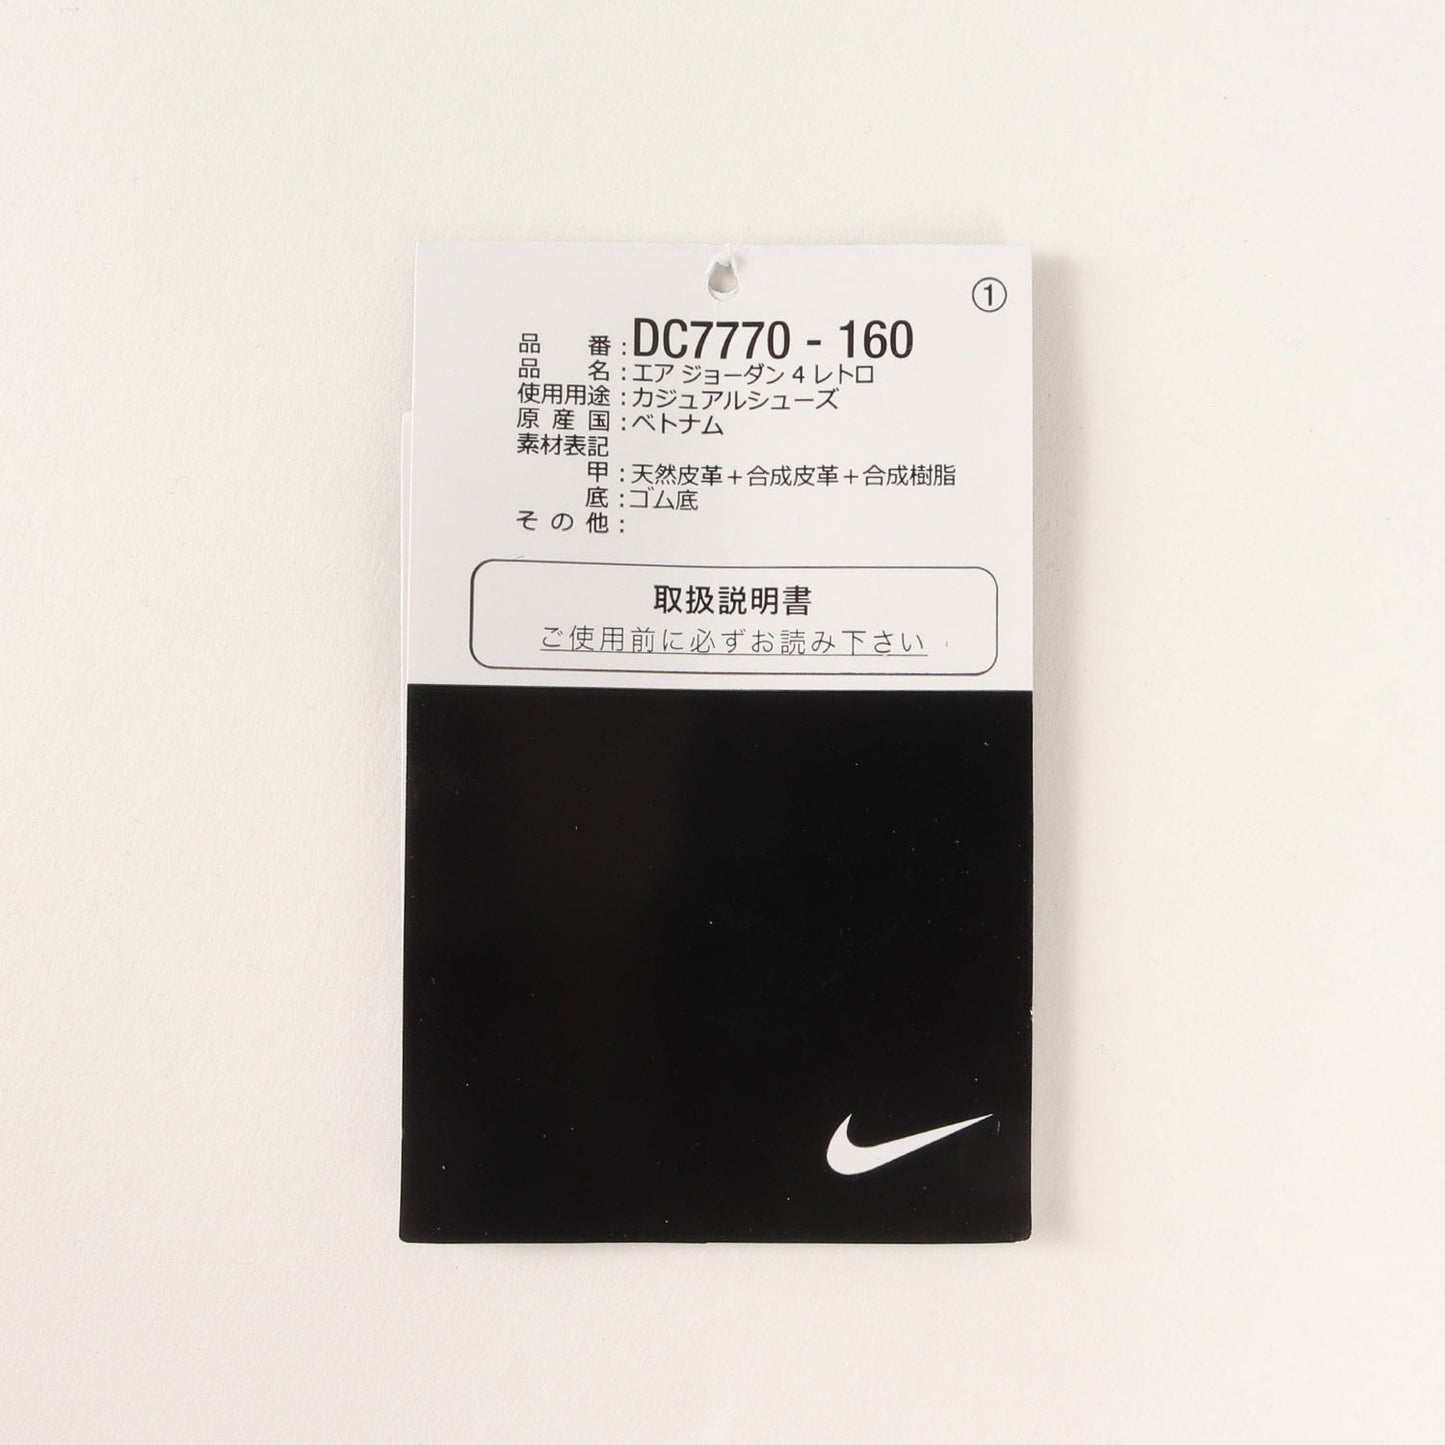 ①
品番:DC7770 - 160
品名:エア ジョーダン 4 レトロ
使用用途:カジュアルシューズ
原産国:ベトナム
素材表記
甲:天然皮革+合成皮革+合成樹脂
底:ゴム底
その他:
取扱説明書
ご使用前に必ずお読み下さい